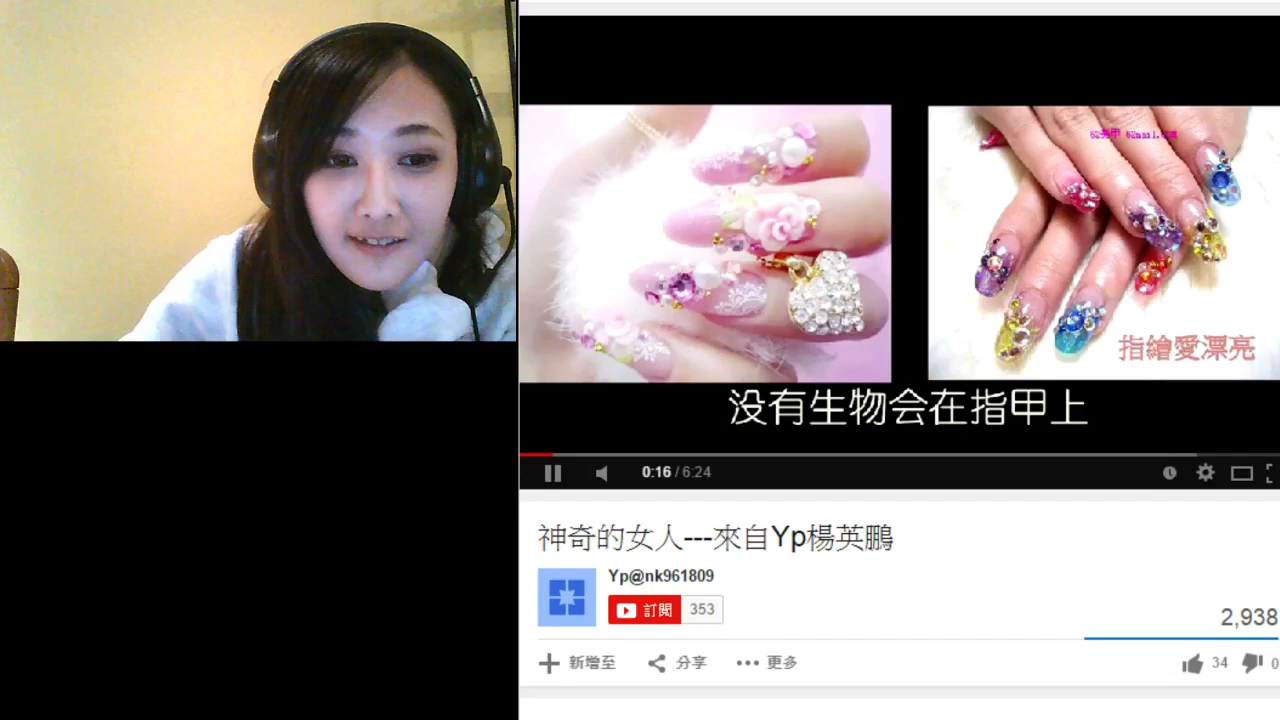 指繪愛漂亮
没有生物会在指甲上
0:16 / 6:24
神奇的女人---來自Yp楊英鵬
Yp@nk961809
訂閱 353
2,938
新增至 分享 更多
34 0